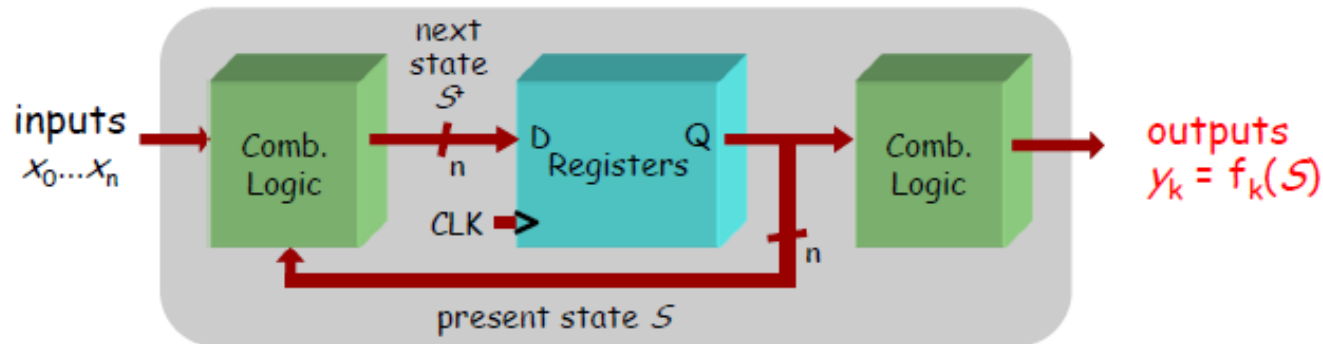 next
state
S⁺
inputs
x₀...xₙ
Comb.
Logic
n
D
Q
Registers
CLK
Comb.
Logic
n
outputs
yₖ = fₖ(S)
present state S